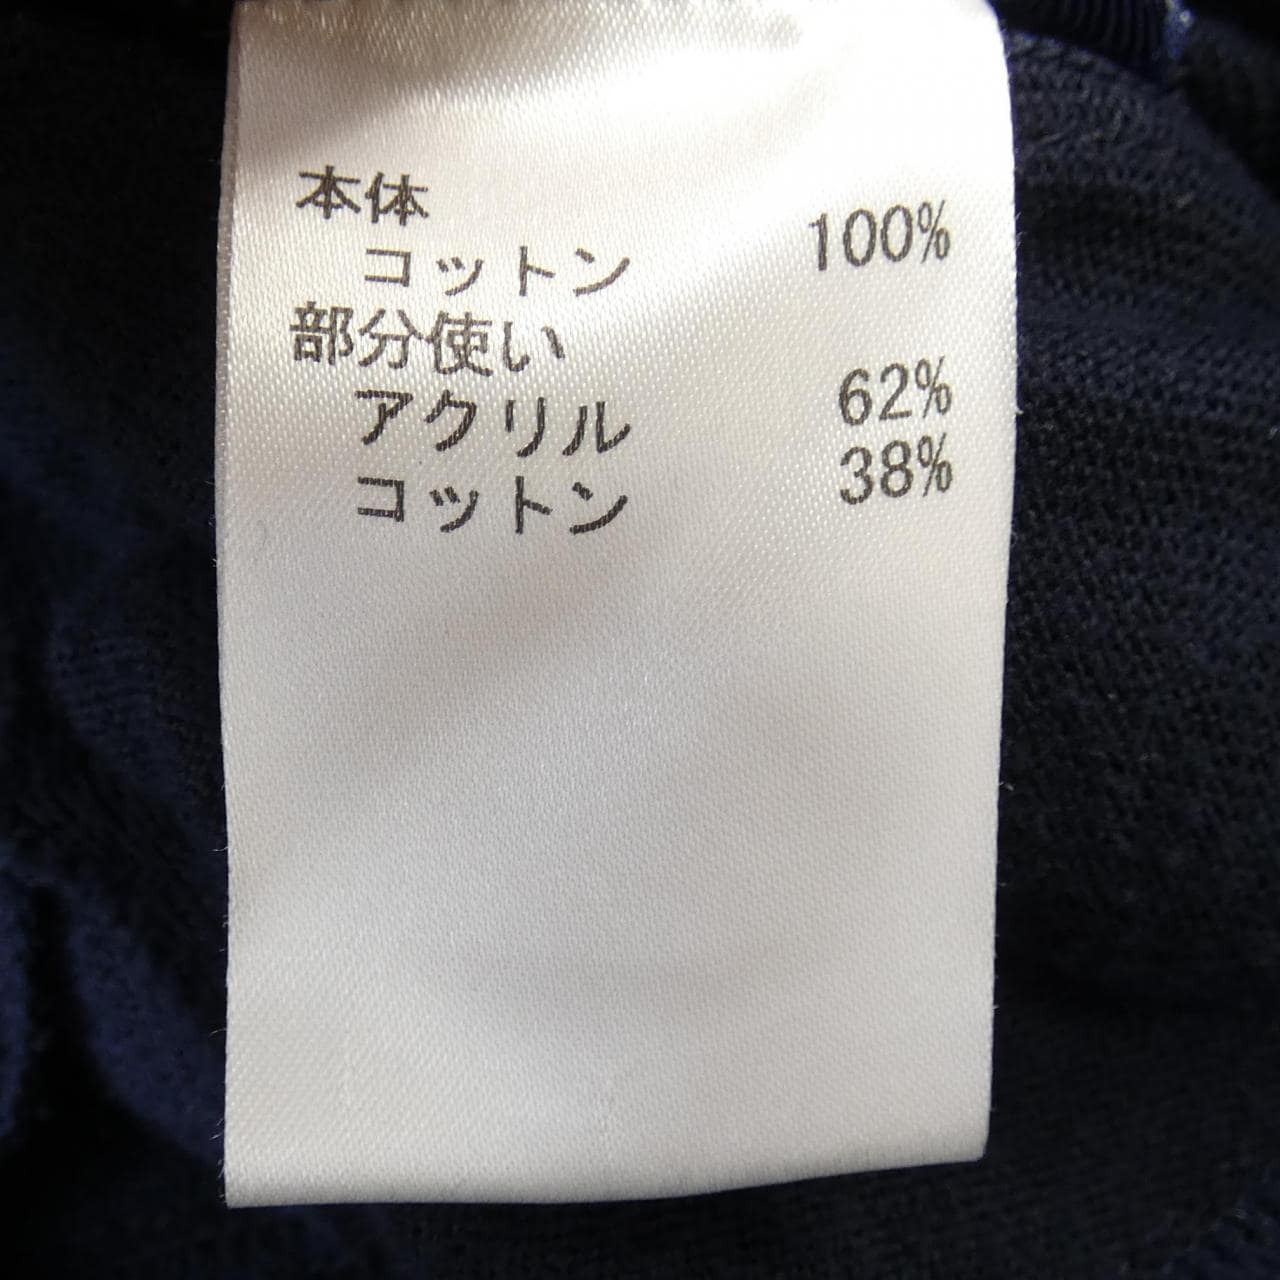 本体
コットン 100%
部分使い
アクリル 62%
コットン 38%